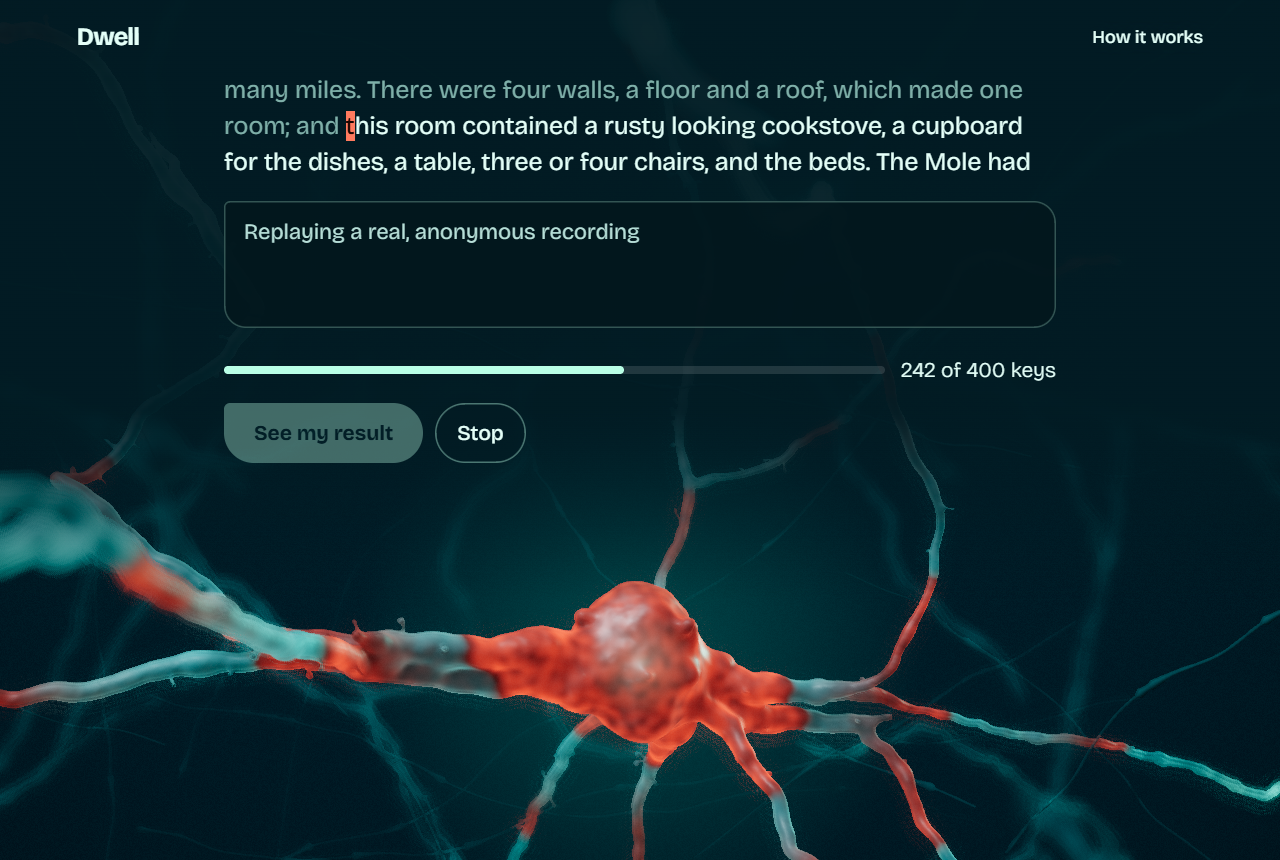 Dwell
How it works
many miles. There were four walls, a floor and a roof, which made one
room; and this room contained a rusty looking cookstove, a cupboard
for the dishes, a table, three or four chairs, and the beds. The Mole had
Replaying a real, anonymous recording
242 of 400 keys
See my result
Stop